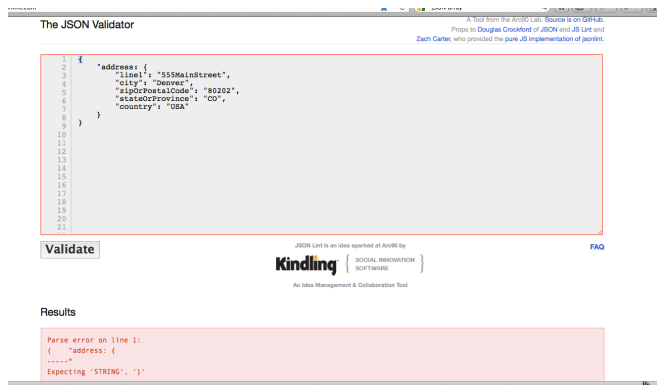 The JSON Validator
A Tool from the Arc90 Lab. Source is on GitHub.
Props to Douglas Crockford of JSON and JS Lint and
Zach Carter, who provided the pure JS implementation of jsonlint.
1 {
2 "address: {
3 "line1": "555MainStreet",
4 "city": "Denver",
5 "zipOrPostalCode": "80202",
6 "stateOrProvince": "CO",
7 "country": "USA"
8 }
9 }
10
11
12
13
14
15
16
17
18
19
20
21
Validate
JSON Lint is an idea sparked at Arc90 by
FAQ
Kindling { SOCIAL INNOVATION
SOFTWARE }
An Idea Management & Collaboration Tool
Results
Parse error on line 1:
{ "address: {
-----^
Expecting 'STRING', '}'